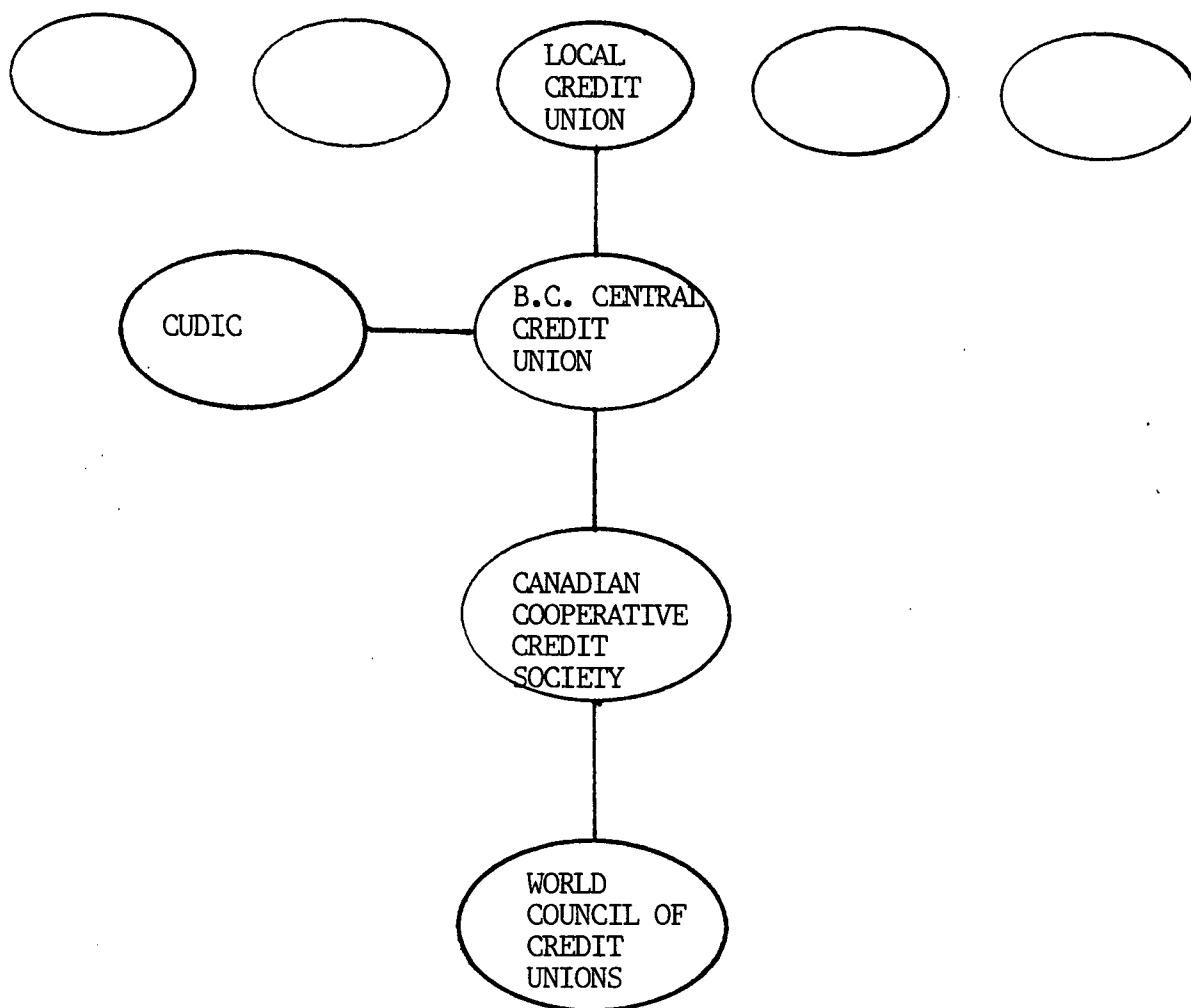 LOCAL
CREDIT
UNION
CUDIC
B.C. CENTRAL
CREDIT
UNION
CANADIAN
COOPERATIVE
CREDIT
SOCIETY
WORLD
COUNCIL OF
CREDIT
UNIONS